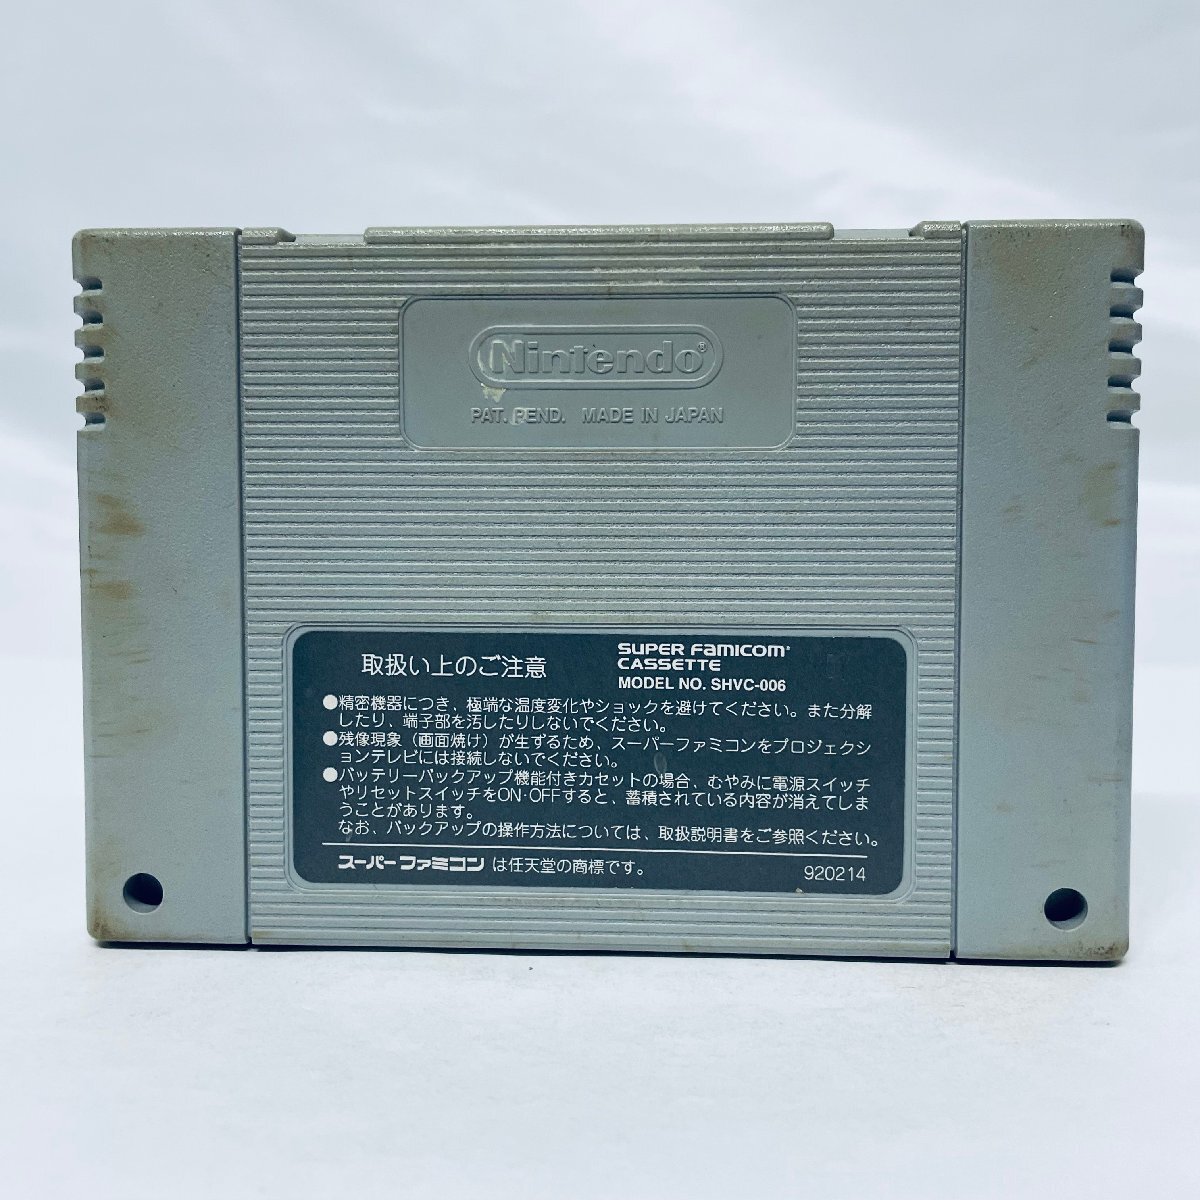 Nintendo®
PAT. PEND. MADE IN JAPAN
取扱い上のご注意
SUPER FAMICOM®
CASSETTE
MODEL NO. SHVC-006
●精密機器につき、極端な温度変化やショックを避けてください。また分解
したり、端子部を汚したりしないでください。
●残像現象（画面焼け）が生ずるため、スーパーファミコンをプロジェクシ
ョンテレビには接続しないでください。
●バッテリーバックアップ機能付きカセットの場合、むやみに電源スイッチ
やリセットスイッチをON·OFFすると、蓄積されている内容が消えてしま
うことがあります。
なお、バックアップの操作方法については、取扱説明書をご参照ください。
スーパーファミコン は任天堂の商標です。
920214